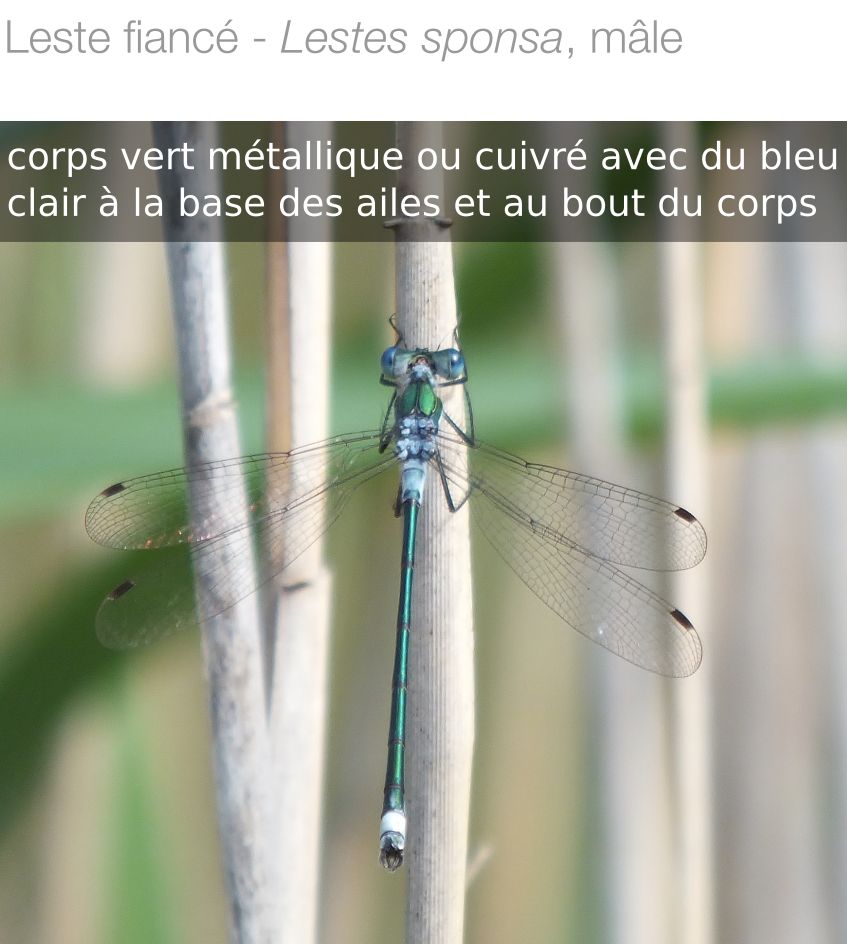 Leste fiancé - Lestes sponsa, mâle
corps vert métallique ou cuivré avec du bleu
clair à la base des ailes et au bout du corps